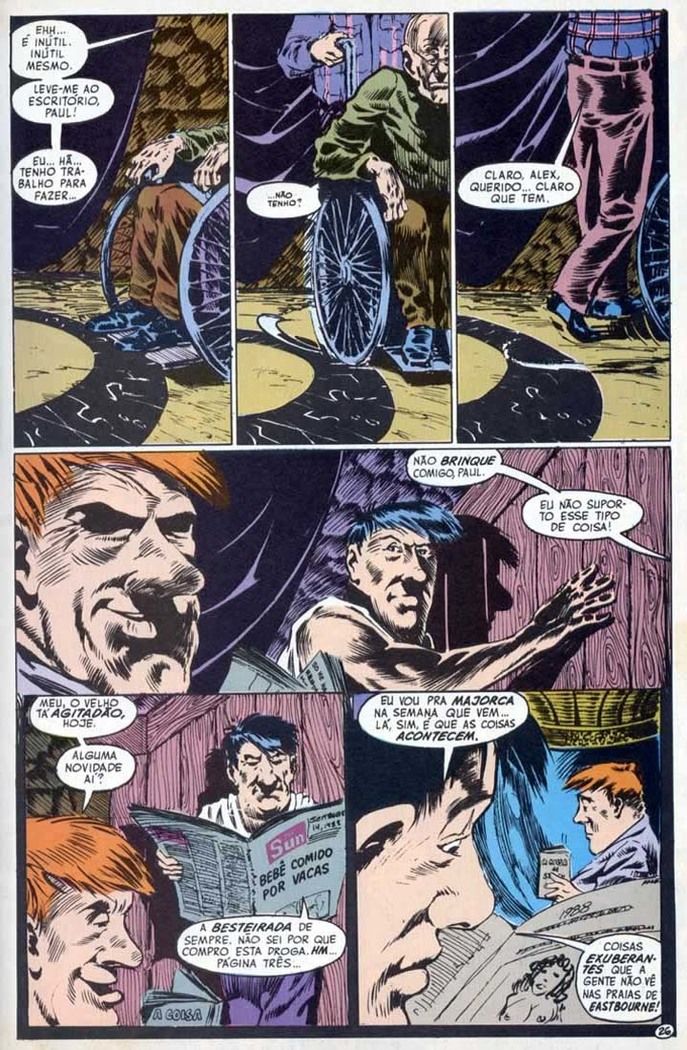 EHH...
É INÚTIL.
INÚTIL
MESMO.
LEVE-ME AO
ESCRITÓRIO,
PAUL!
EU... HÃ...
TENHO TRA-
BALHO PARA
FAZER...
...NÃO
TENHO?
CLARO, ALEX,
QUERIDO... CLARO
QUE TEM.
NÃO BRINQUE
COMIGO, PAUL.
EU NÃO SUPOR-
TO ESSE TIPO
DE COISA!
MEU, O VELHO
TÁ AGITADÃO,
HOJE.
ALGUMA
NOVIDADE
AÍ?
Sun
14, 1988
BEBÊ COMIDO
POR VACAS
A BESTEIRADA DE
SEMPRE. NÃO SEI POR QUE
COMPRO ESTA DROGA. HM...
PÁGINA TRÊS...
A COISA
EU VOU PRA MAJORCA
NA SEMANA QUE VEM...
LÁ, SIM, É QUE AS COISAS
ACONTECEM.
1988
COISAS
EXUBERAN-
TES QUE A
GENTE NÃO VÊ
NAS PRAIAS DE
EASTBOURNE!
26